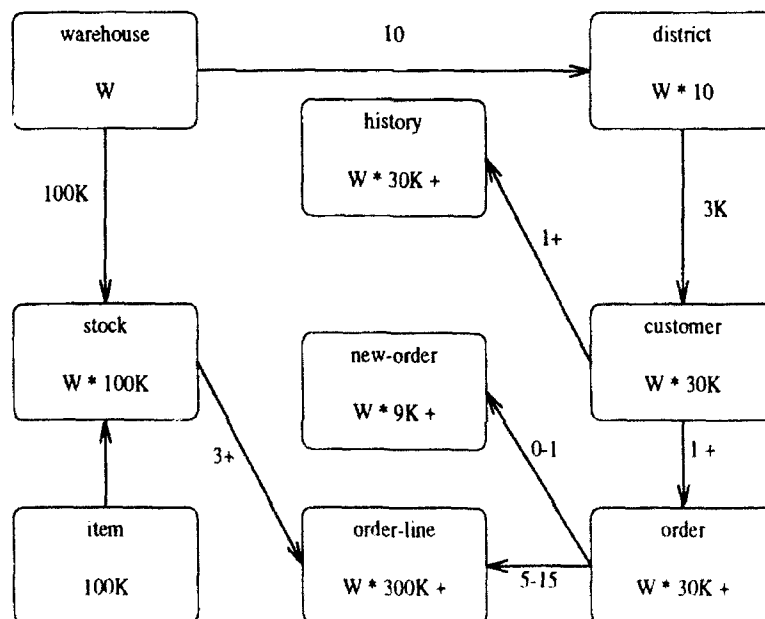 warehouse
W
10
district
W * 10
history
W * 30K +
100K
1+
3K
stock
W * 100K
new-order
W * 9K +
customer
W * 30K
3+
0-1
1 +
item
100K
order-line
W * 300K +
5-15
order
W * 30K +